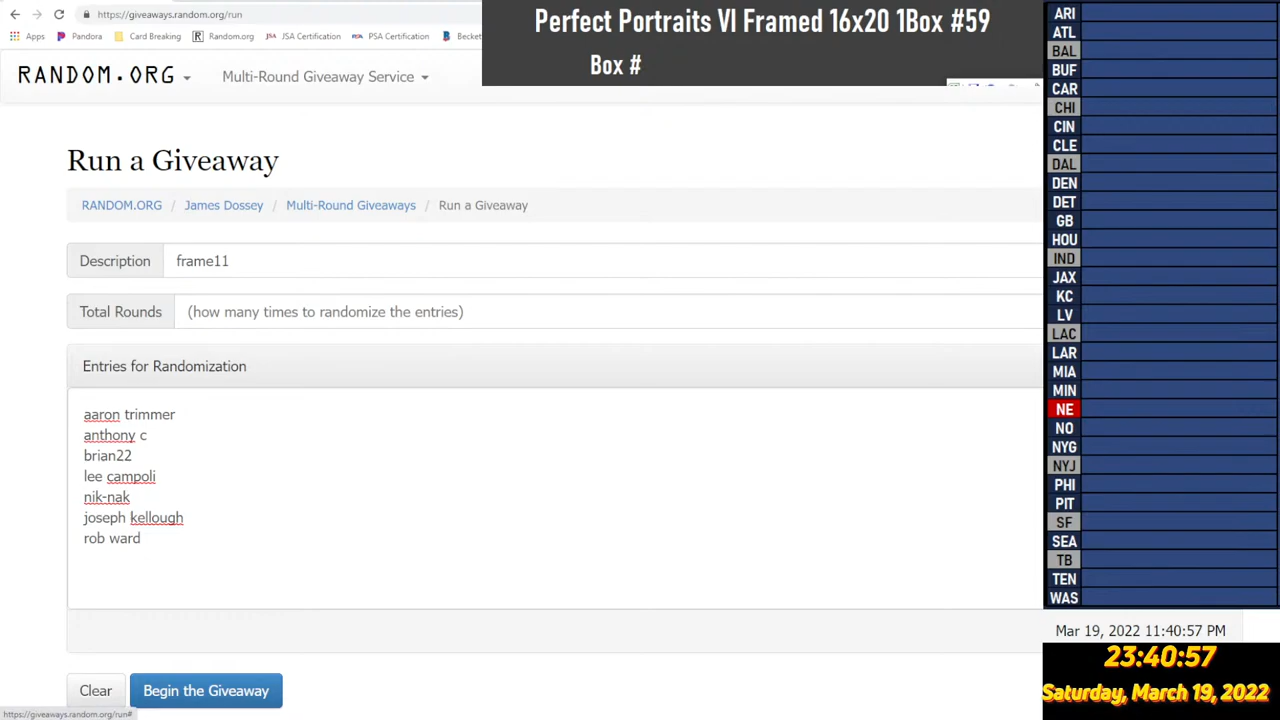 https://giveaways.random.org/run
Perfect Portraits VI Framed 16x20 1Box #59
Apps Pandora Card Breaking Random.org JSA Certification PSA Certification Becket
Box #
RANDOM.ORG Multi-Round Giveaway Service
Run a Giveaway
RANDOM.ORG / James Dossey / Multi-Round Giveaways / Run a Giveaway
Description frame11
Total Rounds (how many times to randomize the entries)
Entries for Randomization
aaron trimmer
anthony c
brian22
lee campoli
nik-nak
joseph kellough
rob ward
Clear Begin the Giveaway
https://giveaways.random.org/run#
ARI
ATL
BAL
BUF
CAR
CHI
CIN
CLE
DAL
DEN
DET
GB
HOU
IND
JAX
KC
LV
LAC
LAR
MIA
MIN
NE
NO
NYG
NYJ
PHI
PIT
SF
SEA
TB
TEN
WAS
Mar 19, 2022 11:40:57 PM
23:40:57
Saturday, March 19, 2022